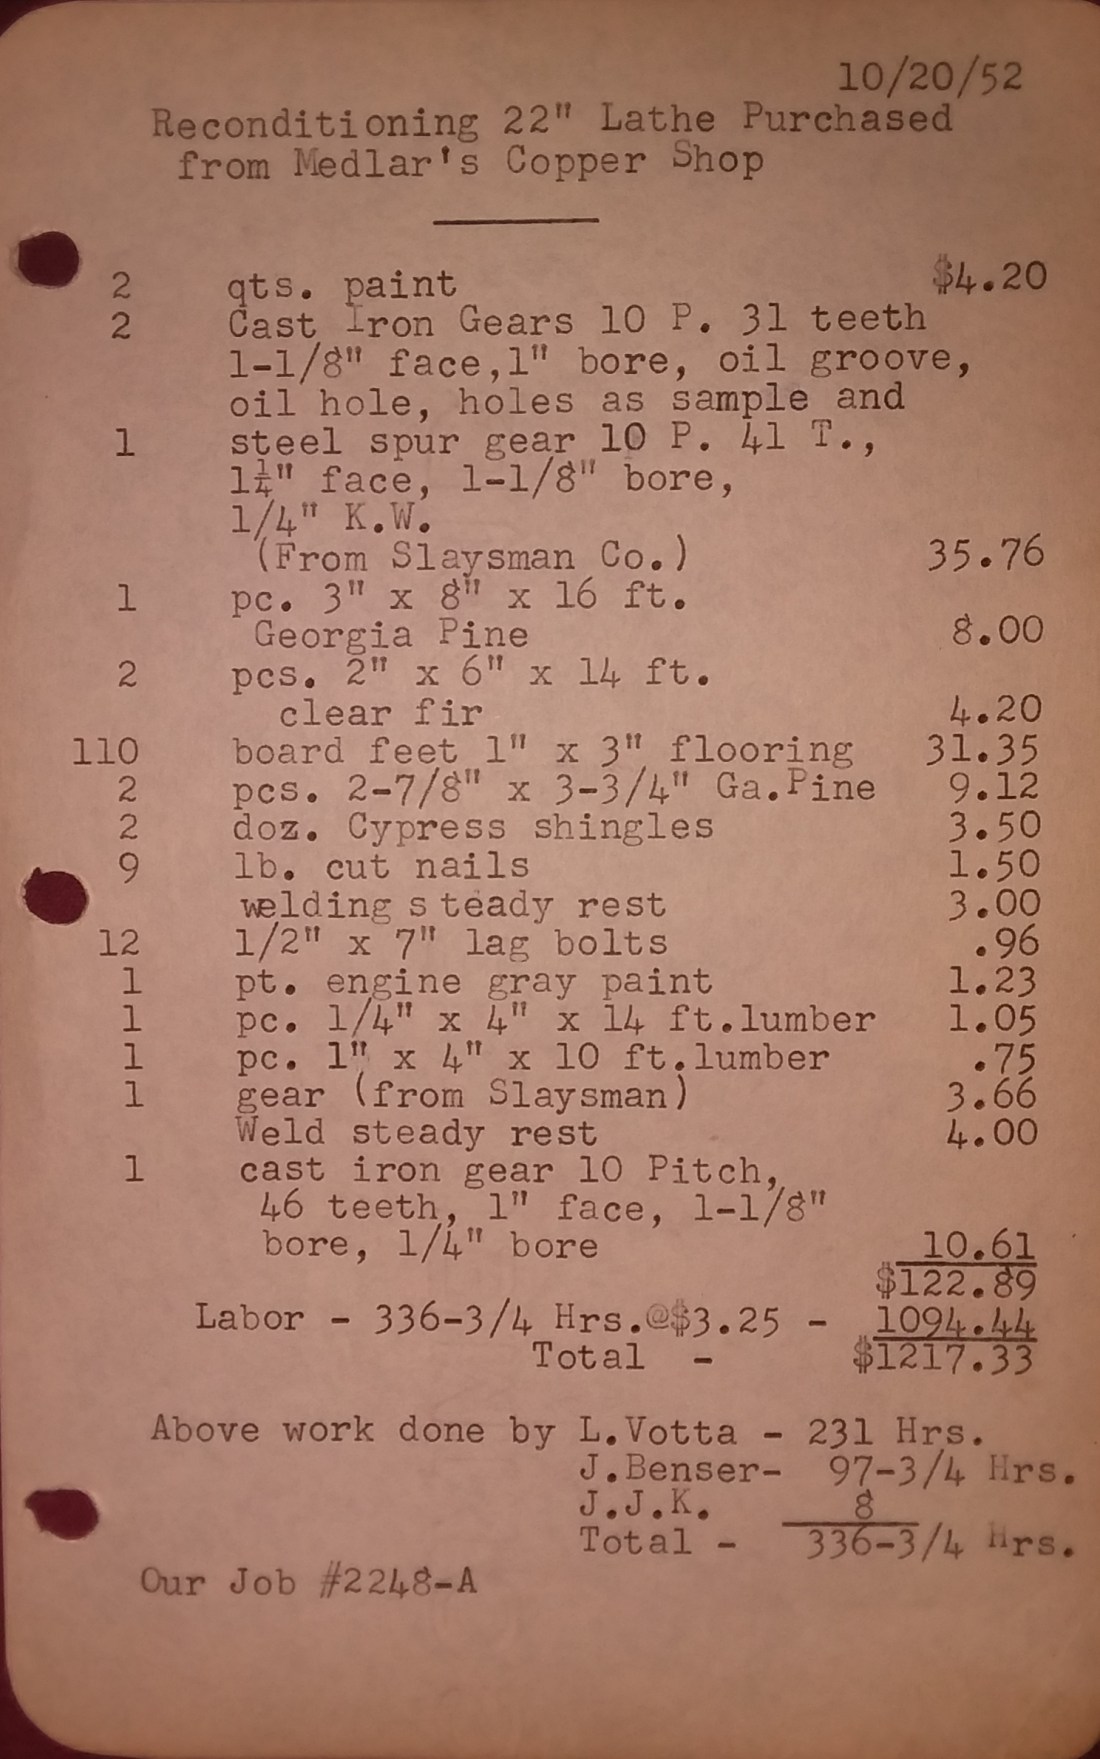 10/20/52
Reconditioning 22" Lathe Purchased
from Medlar's Copper Shop
2 qts. paint $4.20
2 Cast Iron Gears 10 P. 31 teeth
1-1/8" face,1" bore, oil groove,
oil hole, holes as sample and
1 steel spur gear 10 P. 41 T.,
1¼" face, 1-1/8" bore,
1/4" K.W.
(From Slaysman Co.) 35.76
1 pc. 3" x 8" x 16 ft.
Georgia Pine 8.00
2 pcs. 2" x 6" x 14 ft.
clear fir 4.20
110 board feet 1" x 3" flooring 31.35
2 pcs. 2-7/8" x 3-3/4" Ga.Pine 9.12
2 doz. Cypress shingles 3.50
9 lb. cut nails 1.50
welding steady rest 3.00
12 1/2" x 7" lag bolts .96
1 pt. engine gray paint 1.23
1 pc. 1/4" x 4" x 14 ft.lumber 1.05
1 pc. 1" x 4" x 10 ft.lumber .75
1 gear (from Slaysman) 3.66
Weld steady rest 4.00
1 cast iron gear 10 Pitch,
46 teeth, 1" face, 1-1/8"
bore, 1/4" bore 10.61
$122.89
Labor - 336-3/4 Hrs.@$3.25 - 1094.44
Total - $1217.33
Above work done by L.Votta - 231 Hrs.
J.Benser- 97-3/4 Hrs.
J.J.K. 8
Total - 336-3/4 Hrs.
Our Job #2248-A